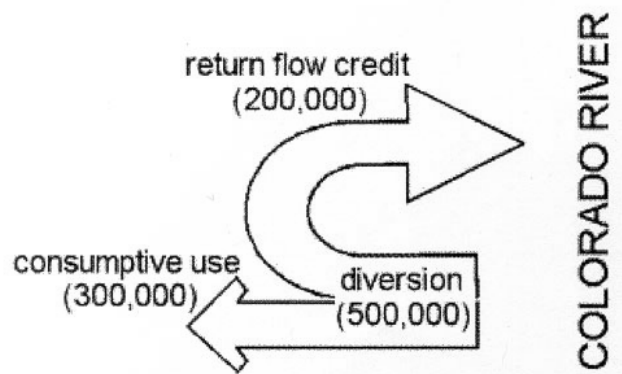 return flow credit
(200,000)
consumptive use
(300,000)
diversion
(500,000)
COLORADO RIVER